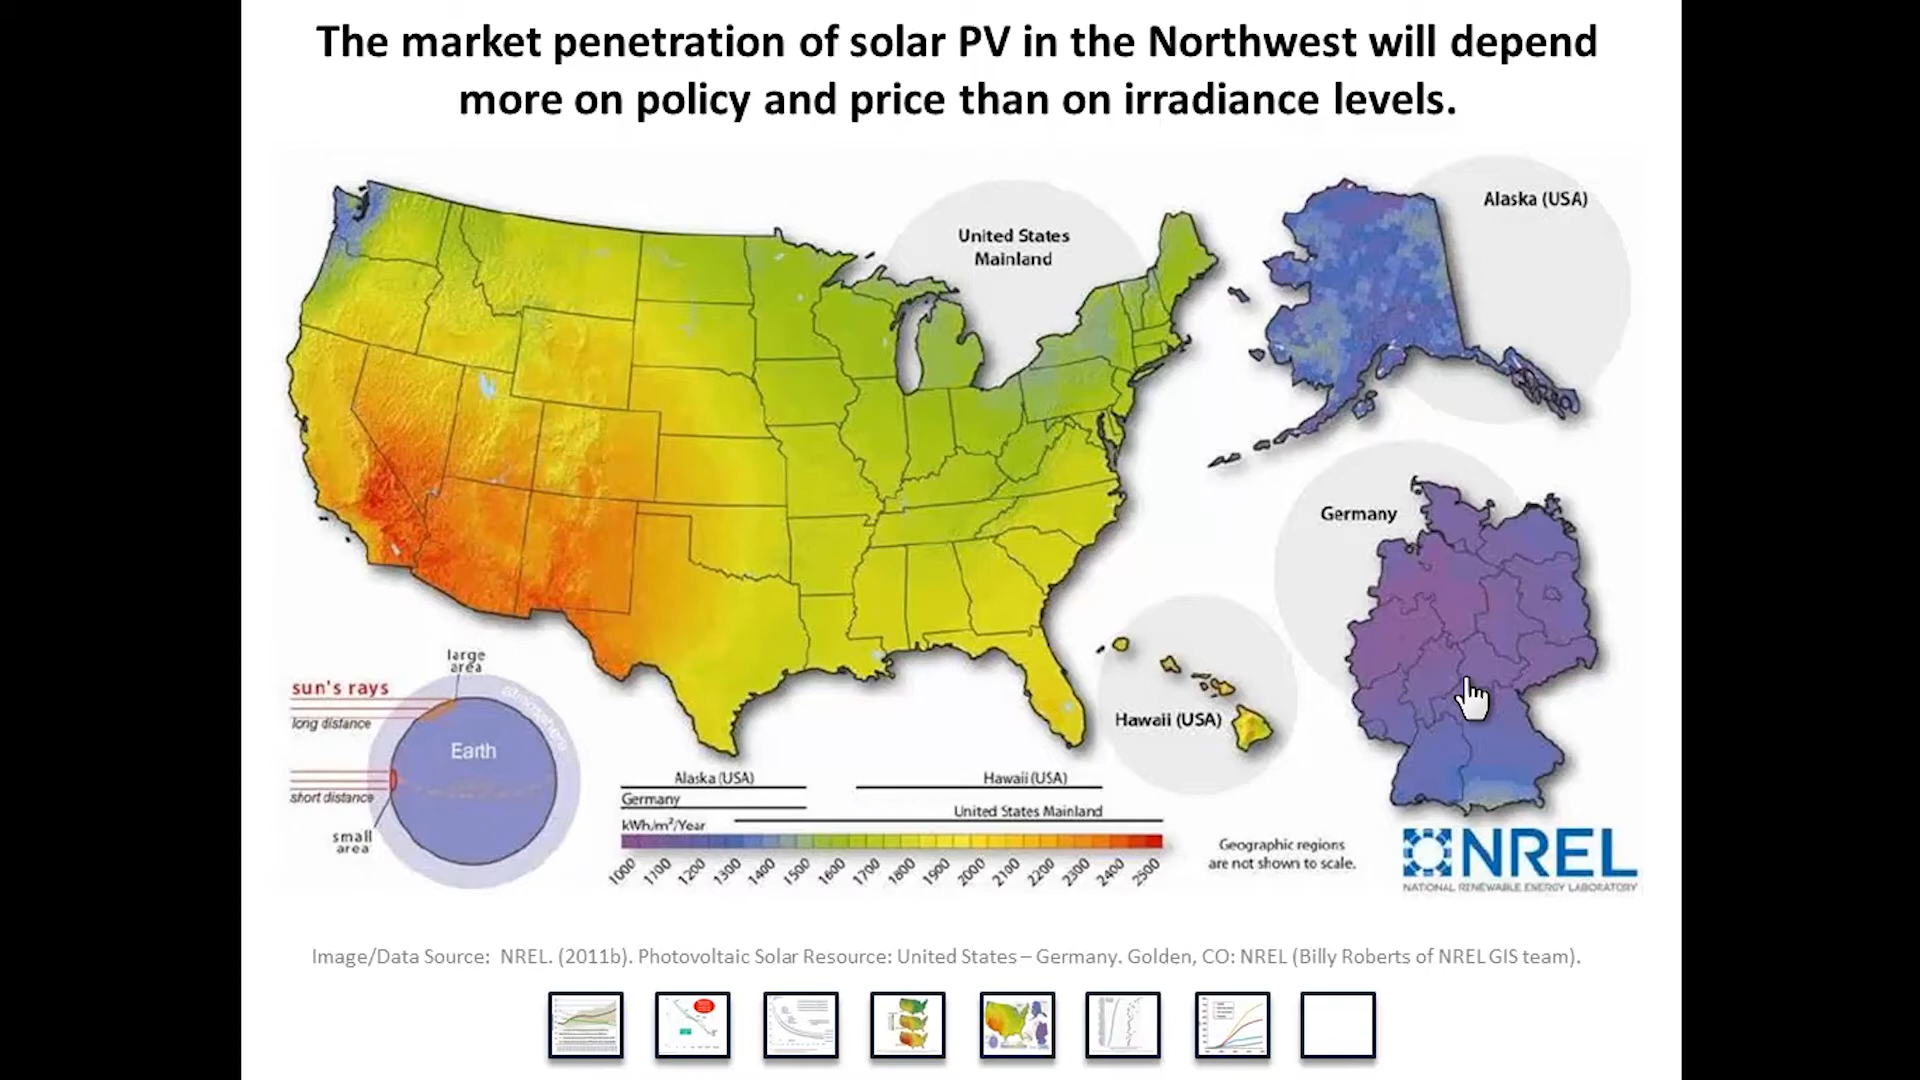 The market penetration of solar PV in the Northwest will depend
more on policy and price than on irradiance levels.
United States
Mainland
Alaska (USA)
Germany
Hawaii (USA)
large
area
sun's rays
long distance
atmosphere
Earth
short distance
small
area
Alaska (USA)
Hawaii (USA)
Germany
United States Mainland
kWh/m²/Year
1000 1100 1200 1300 1400 1500 1600 1700 1800 1900 2000 2100 2200 2300 2400 2500
Geographic regions
are not shown to scale.
NREL
NATIONAL RENEWABLE ENERGY LABORATORY
Image/Data Source: NREL. (2011b). Photovoltaic Solar Resource: United States – Germany. Golden, CO: NREL (Billy Roberts of NREL GIS team).